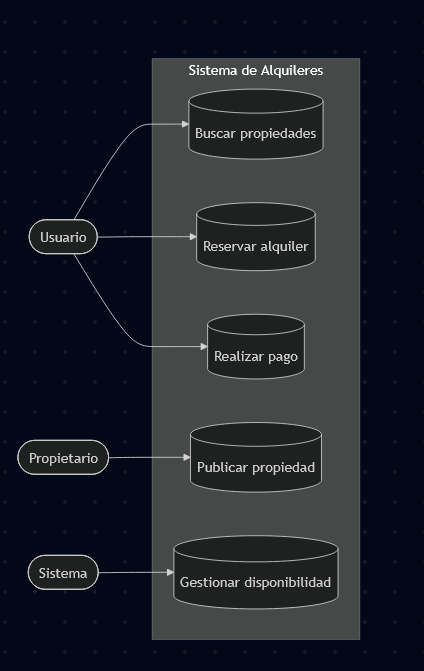 Sistema de Alquileres
Buscar propiedades
Usuario
Reservar alquiler
Realizar pago
Propietario
Publicar propiedad
Sistema
Gestionar disponibilidad